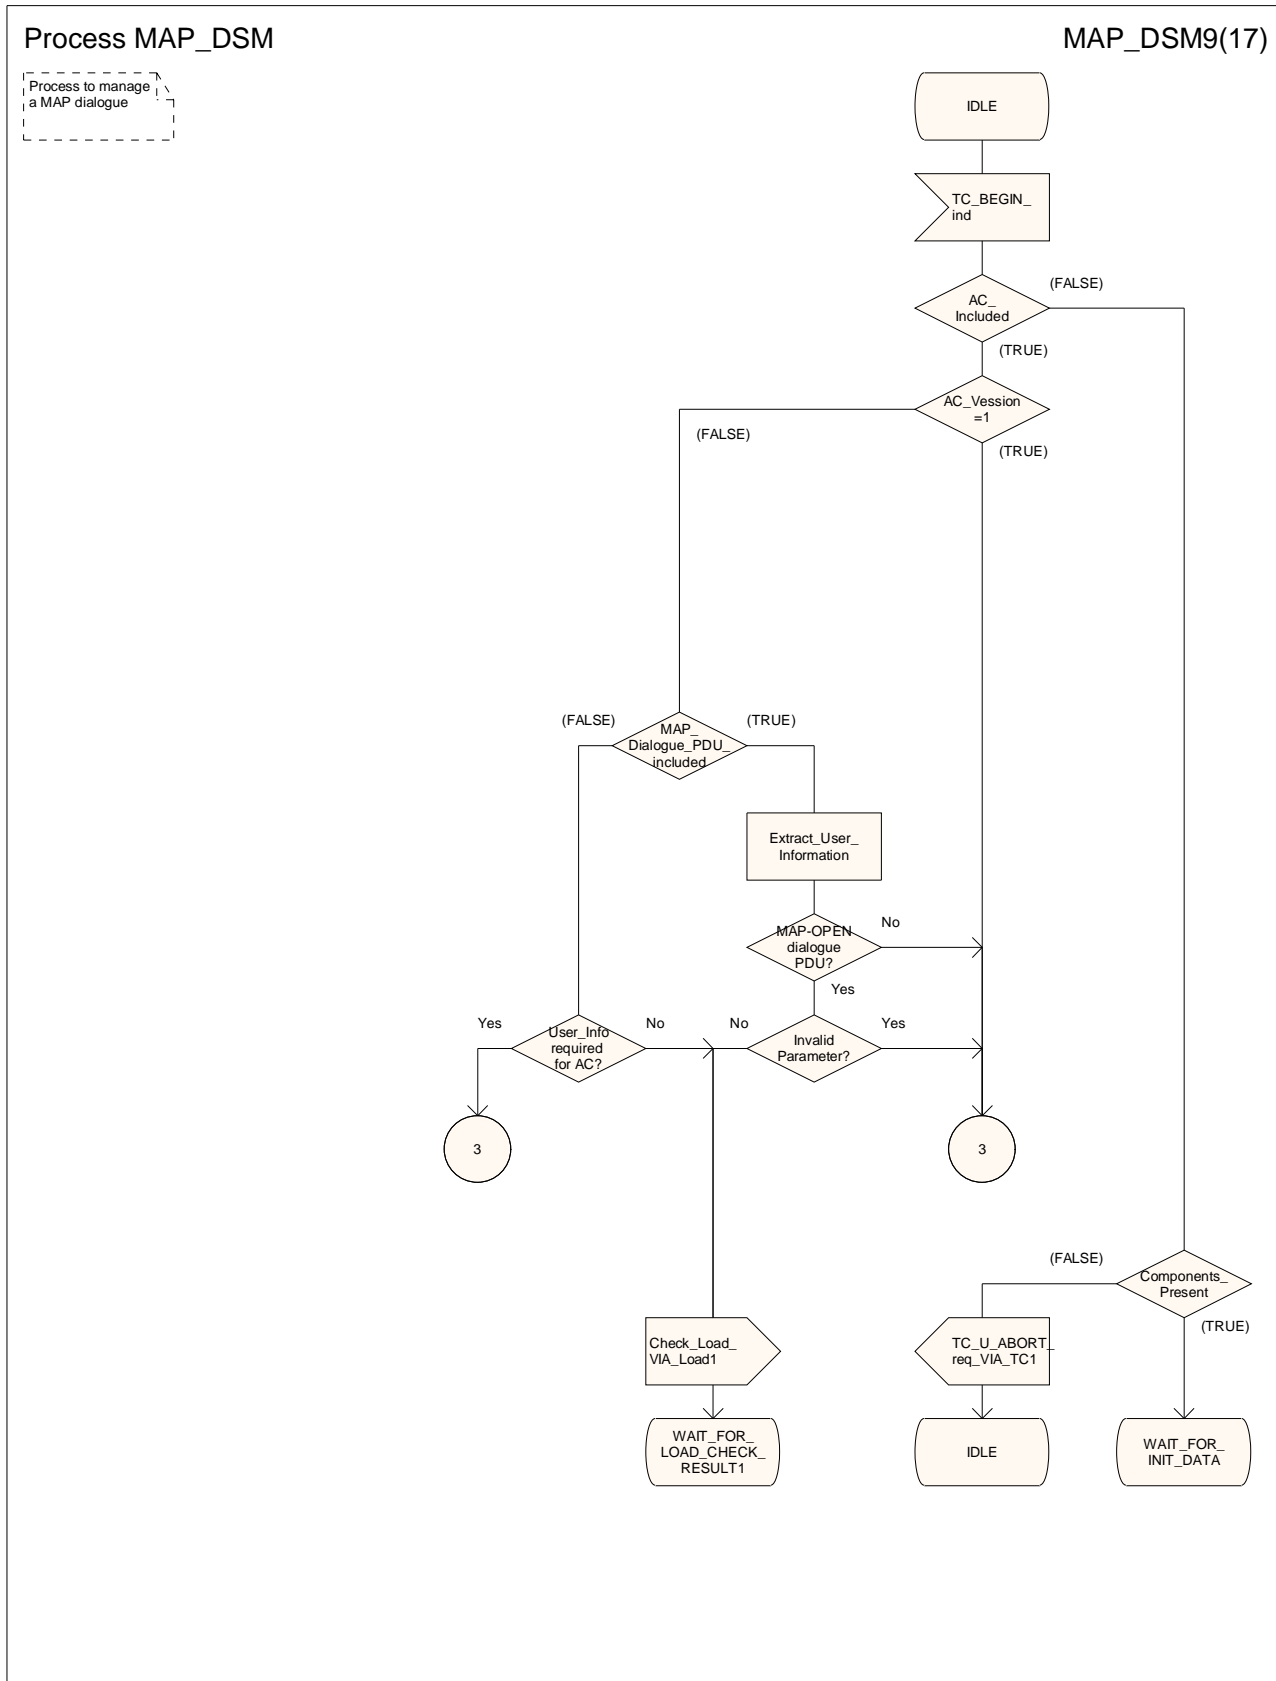 Process MAP_DSM
MAP_DSM9(17)
Process to manage
a MAP dialogue
IDLE
TC_BEGIN_
ind
AC_
Included
(FALSE)
(TRUE)
AC_Vession
=1
(FALSE)
(TRUE)
(FALSE)
MAP_
Dialogue_PDU_
included
(TRUE)
Extract_User_
Information
MAP-OPEN
dialogue
PDU?
No
Yes
Yes
User_Info
required
for AC?
No
No
Invalid
Parameter?
Yes
3
3
(FALSE)
Components_
Present
(TRUE)
Check_Load_
VIA_Load1
TC_U_ABORT_
req_VIA_TC1
WAIT_FOR_
LOAD_CHECK_
RESULT1
IDLE
WAIT_FOR_
INIT_DATA